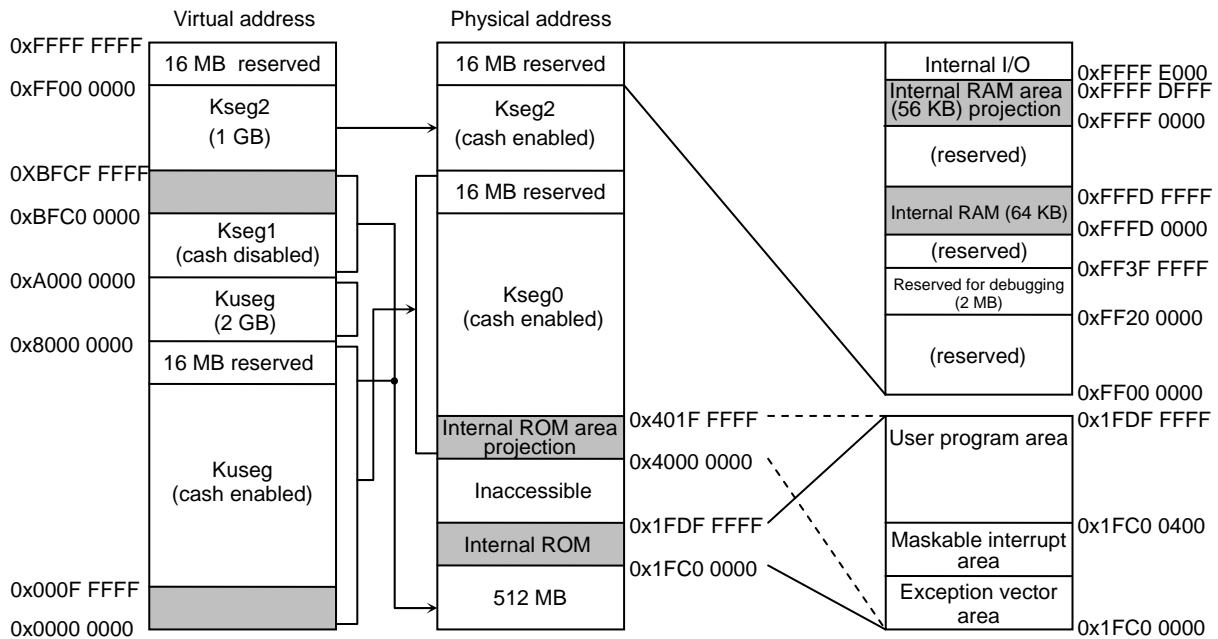 Virtual address
0xFFFF FFFF
16 MB reserved
0xFF00 0000
Kseg2
(1 GB)
0XBFCF FFFF
0xBFC0 0000
Kseg1
(cash disabled)
0xA000 0000
Kuseg
(2 GB)
0x8000 0000
16 MB reserved
Kuseg
(cash enabled)
0x000F FFFF
0x0000 0000
Physical address
16 MB reserved
Kseg2
(cash enabled)
16 MB reserved
Kseg0
(cash enabled)
Internal ROM area
projection
0x401F FFFF
0x4000 0000
Inaccessible
0x1FDF FFFF
Internal ROM
0x1FC0 0000
512 MB
Internal I/O
0xFFFF E000
Internal RAM area
(56 KB) projection
0xFFFF DFFF
0xFFFF 0000
(reserved)
0xFFFD FFFF
Internal RAM (64 KB)
0xFFFD 0000
(reserved)
0xFF3F FFFF
Reserved for debugging
(2 MB)
0xFF20 0000
(reserved)
0xFF00 0000
0x1FDF FFFF
User program area
0x1FC0 0400
Maskable interrupt
area
Exception vector
area
0x1FC0 0000